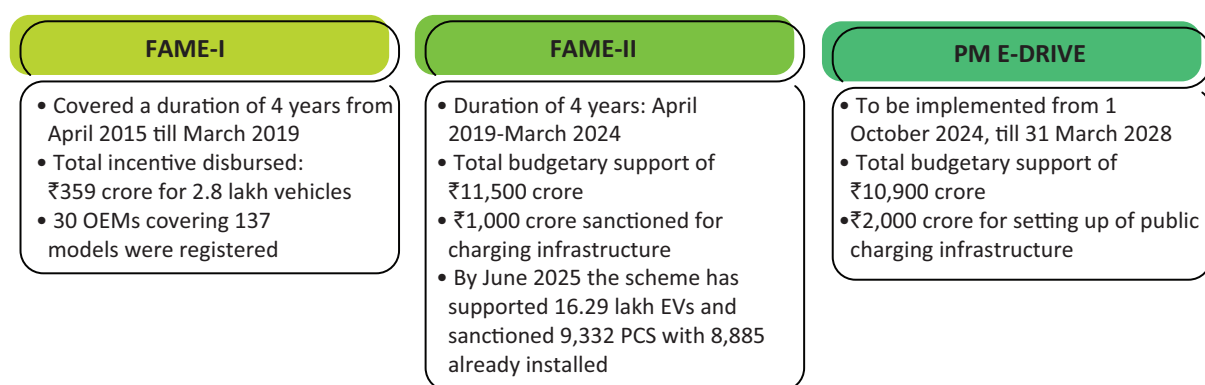 FAME-I
• Covered a duration of 4 years from
April 2015 till March 2019
• Total incentive disbursed:
₹359 crore for 2.8 lakh vehicles
• 30 OEMs covering 137
models were registered
FAME-II
• Duration of 4 years: April
2019-March 2024
• Total budgetary support of
₹11,500 crore
• ₹1,000 crore sanctioned for
charging infrastructure
• By June 2025 the scheme has
supported 16.29 lakh EVs and
sanctioned 9,332 PCS with 8,885
already installed
PM E-DRIVE
• To be implemented from 1
October 2024, till 31 March 2028
• Total budgetary support of
₹10,900 crore
•₹2,000 crore for setting up of public
charging infrastructure